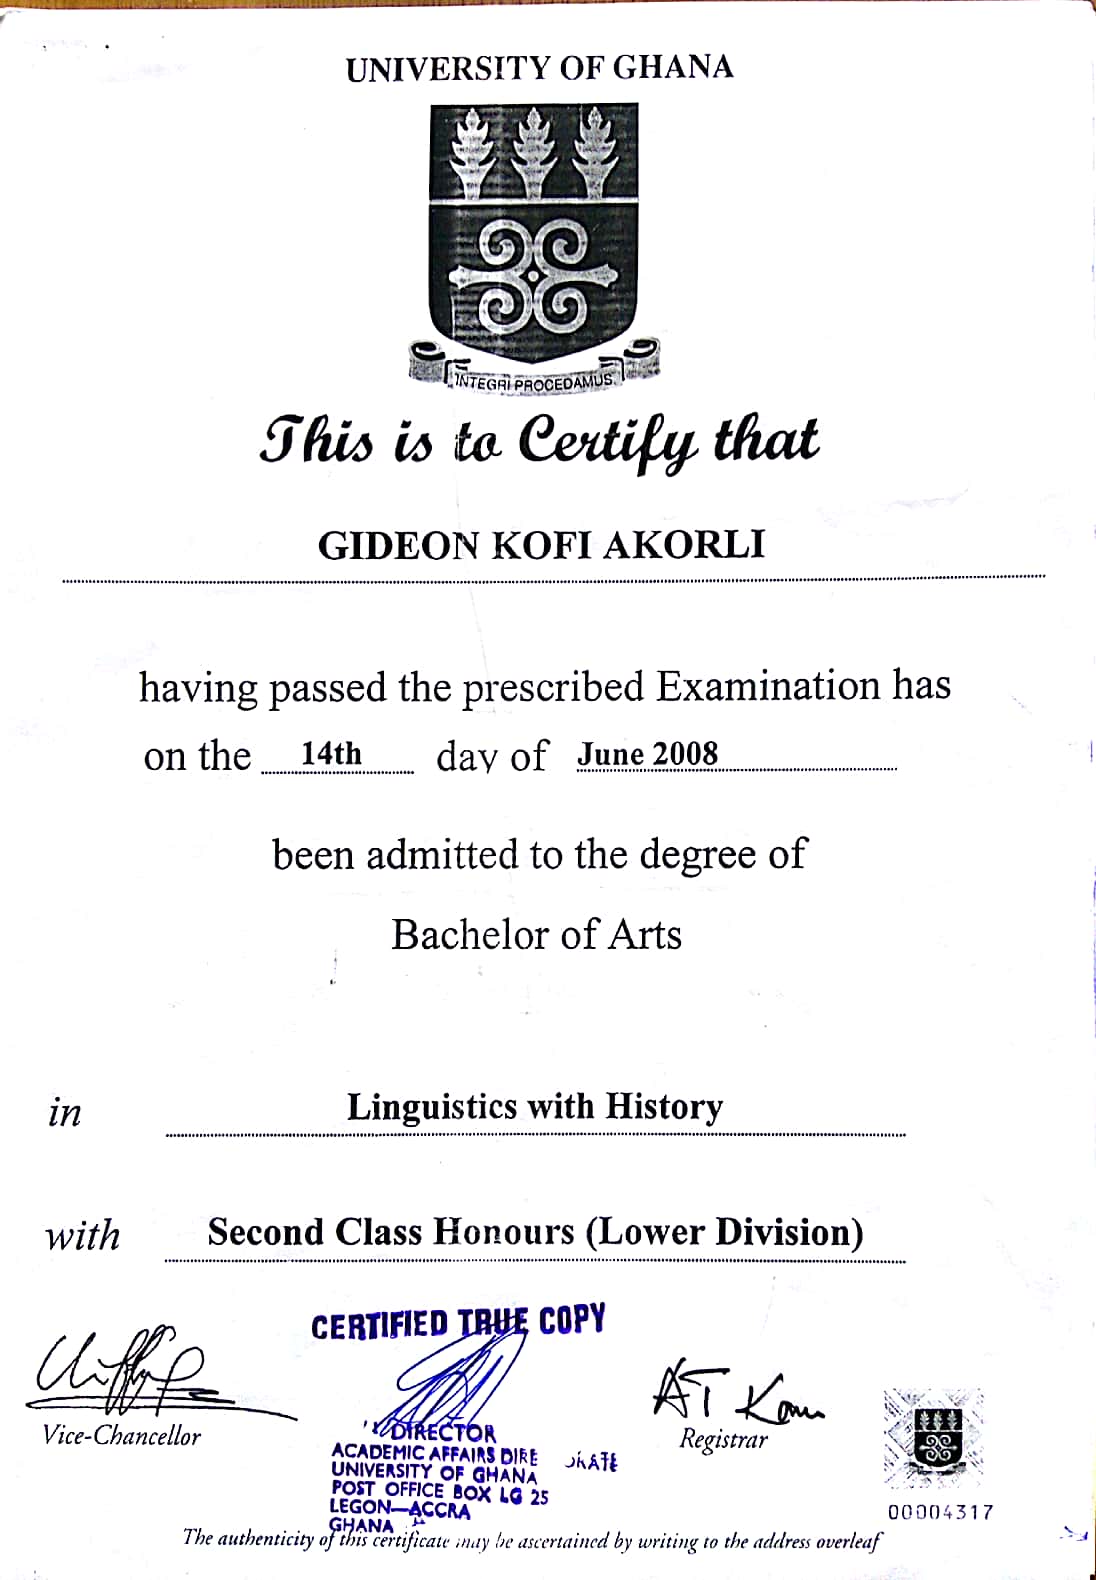 UNIVERSITY OF GHANA
INTEGRI PROCEDAMUS
This is to Certify that
GIDEON KOFI AKORLI
having passed the prescribed Examination has
on the 14th day of June 2008
been admitted to the degree of
Bachelor of Arts
in Linguistics with History
with Second Class Honours (Lower Division)
CERTIFIED TRUE COPY
Vice-Chancellor
DIRECTOR
ACADEMIC AFFAIRS DIRE
UNIVERSITY OF GHANA
POST OFFICE BOX LG 25
LEGON—ACCRA
GHANA
Registrar
00004317
The authenticity of this certificate may be ascertained by writing to the address overleaf